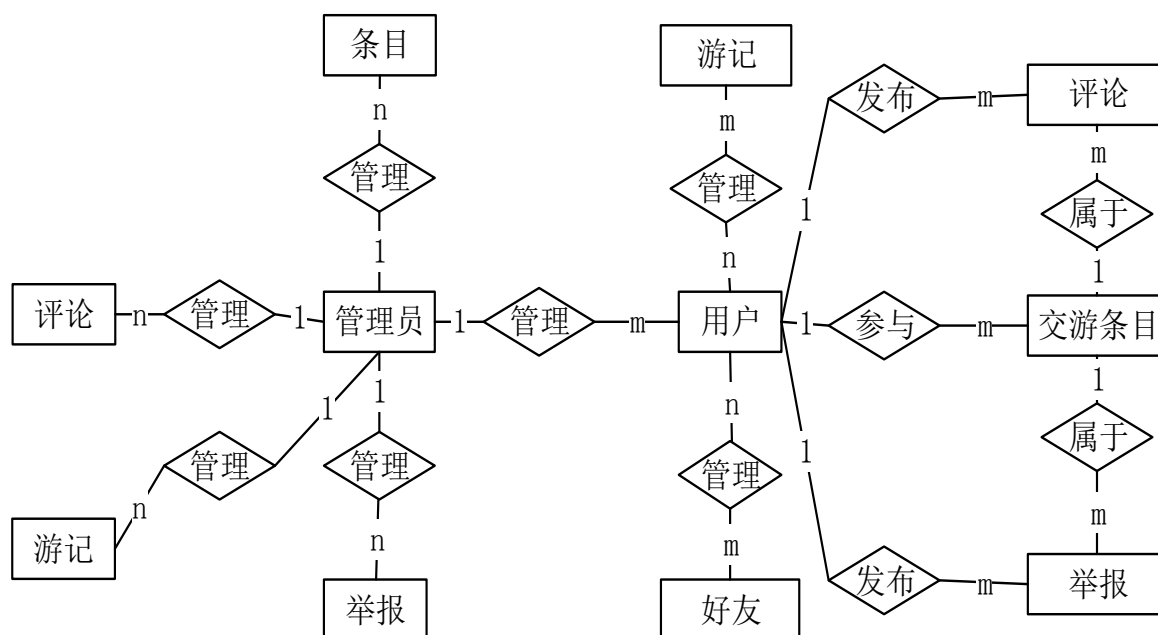 条目
游记
发布
m
评论
n
m
m
管理
管理
1
属于
1
n
1
评论
n
管理
1
管理员
1
管理
m
用户
1
参与
m
交游条目
1
1
n
1
管理
管理
管理
1
属于
n
n
m
m
游记
举报
好友
发布
m
举报